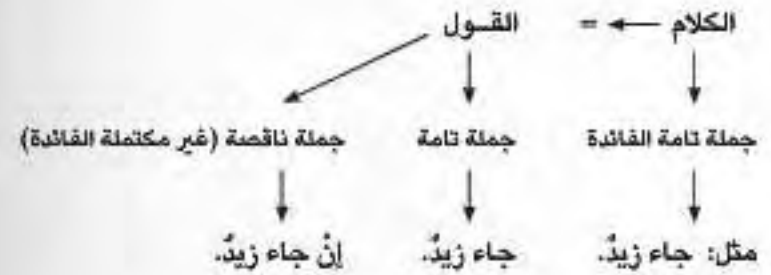 الكلام = القول
جملة تامة الفائدة جملة تامة جملة ناقصة (غير مكتملة الفائدة)
مثل: جاء زيدٌ. جاء زيدٌ. إنْ جاء زيدٌ.